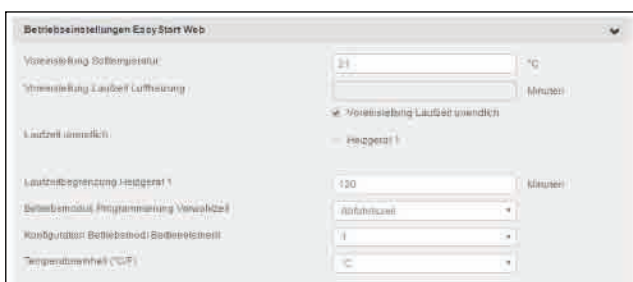 Betriebseinstellungen EasyStart Web
Voreinstellung Solltemperatur 21 °C
Voreinstellung Laufzeit Luftheizung Minuten
Voreinstellung Laufzeit unendlich
Laufzeit unendlich Heizgerät 1
Laufzeitbegrenzung Heizgerät 1 120 Minuten
Betriebsmodus Programmierung Vorwahlzeit Abfahrtszeit
Konfiguration Betriebsmodi Bedienelement 1
Temperatureinheit (°C/F) °C